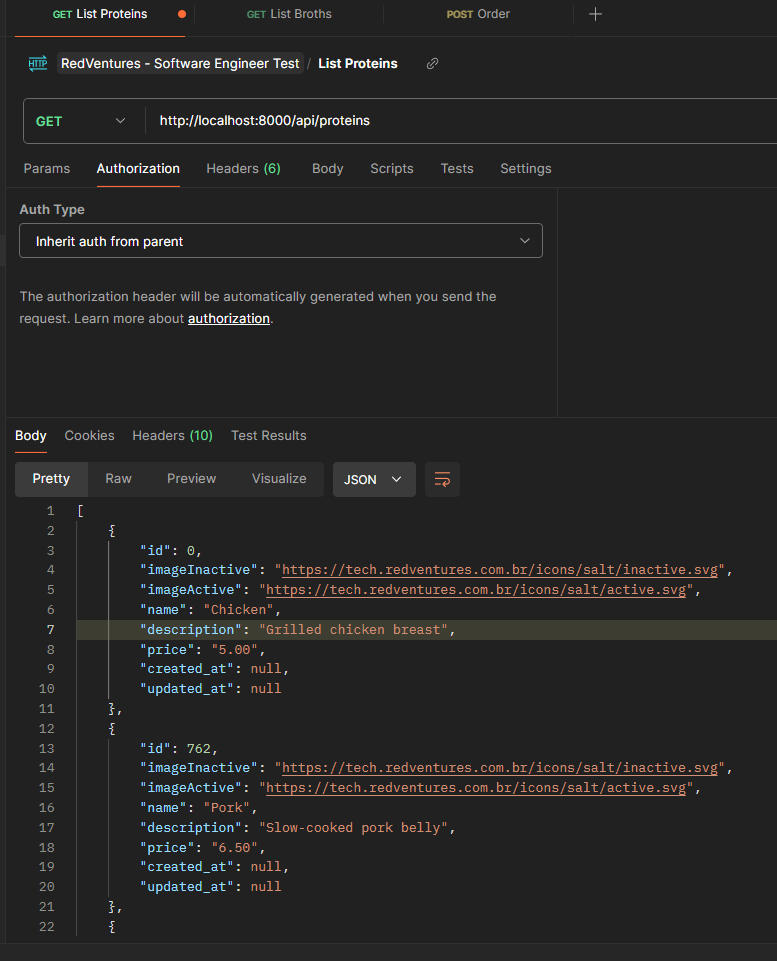 GET List Proteins
GET List Broths
POST Order
HTTP RedVentures - Software Engineer Test / List Proteins
GET http://localhost:8000/api/proteins
Params Authorization Headers (6) Body Scripts Tests Settings
Auth Type
Inherit auth from parent
The authorization header will be automatically generated when you send the
request. Learn more about authorization.
Body Cookies Headers (10) Test Results
Pretty Raw Preview Visualize JSON
1 [
2 {
3 "id": 0,
4 "imageInactive": "https://tech.redventures.com.br/icons/salt/inactive.svg",
5 "imageActive": "https://tech.redventures.com.br/icons/salt/active.svg",
6 "name": "Chicken",
7 "description": "Grilled chicken breast",
8 "price": "5.00",
9 "created_at": null,
10 "updated_at": null
11 },
12 {
13 "id": 762,
14 "imageInactive": "https://tech.redventures.com.br/icons/salt/inactive.svg",
15 "imageActive": "https://tech.redventures.com.br/icons/salt/active.svg",
16 "name": "Pork",
17 "description": "Slow-cooked pork belly",
18 "price": "6.50",
19 "created_at": null,
20 "updated_at": null
21 },
22 {